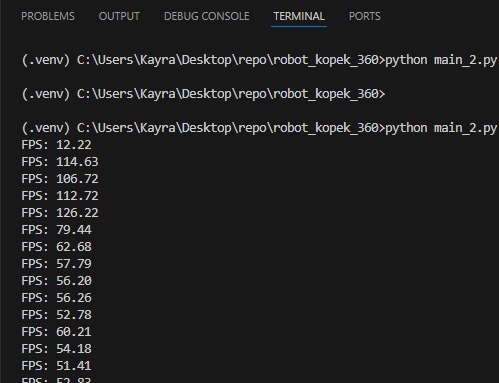 PROBLEMS OUTPUT DEBUG CONSOLE TERMINAL PORTS
(.venv) C:\Users\Kayra\Desktop\repo\robot_kopek_360>python main_2.py
(.venv) C:\Users\Kayra\Desktop\repo\robot_kopek_360>
(.venv) C:\Users\Kayra\Desktop\repo\robot_kopek_360>python main_2.py
FPS: 12.22
FPS: 114.63
FPS: 106.72
FPS: 112.72
FPS: 126.22
FPS: 79.44
FPS: 62.68
FPS: 57.79
FPS: 56.20
FPS: 56.26
FPS: 52.78
FPS: 60.21
FPS: 54.18
FPS: 51.41
FPS: 52.83